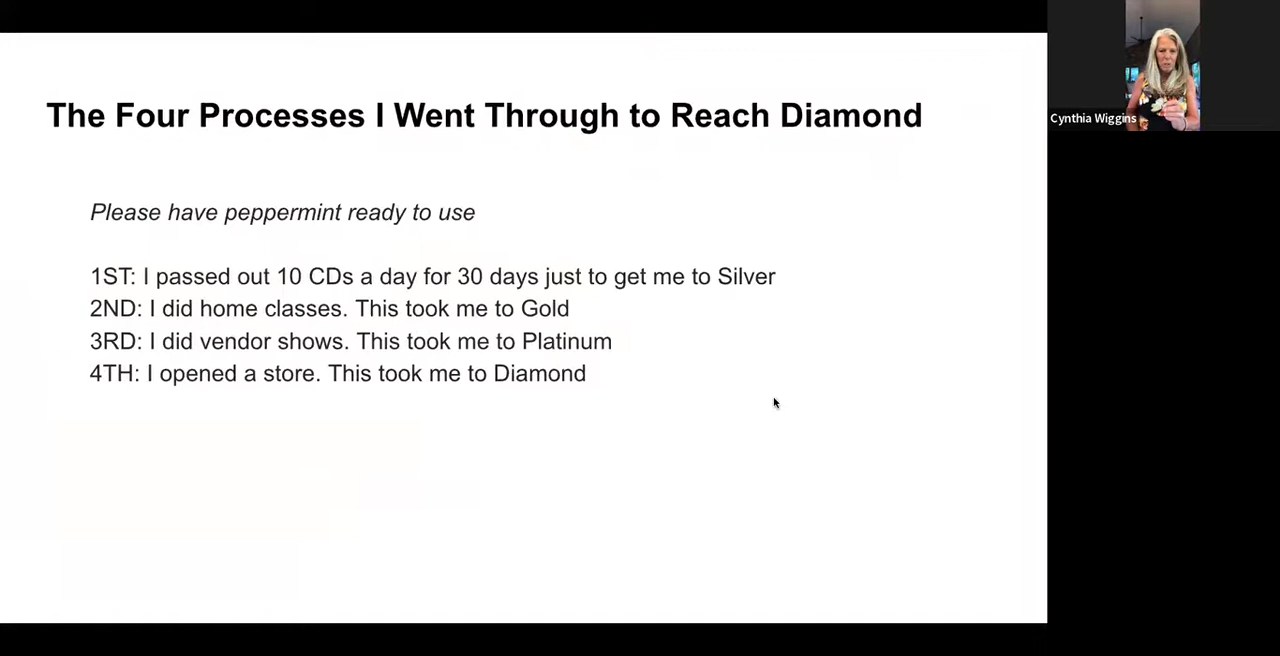 The Four Processes I Went Through to Reach Diamond
Please have peppermint ready to use
1ST: I passed out 10 CDs a day for 30 days just to get me to Silver
2ND: I did home classes. This took me to Gold
3RD: I did vendor shows. This took me to Platinum
4TH: I opened a store. This took me to Diamond
Cynthia Wiggins